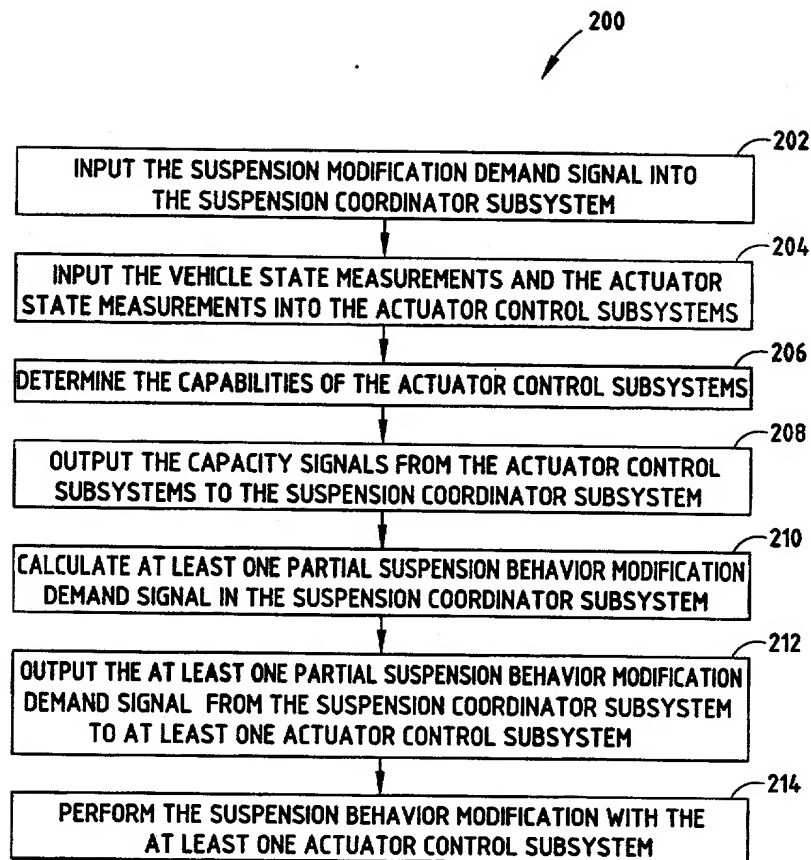 200
202
INPUT THE SUSPENSION MODIFICATION DEMAND SIGNAL INTO
THE SUSPENSION COORDINATOR SUBSYSTEM
204
INPUT THE VEHICLE STATE MEASUREMENTS AND THE ACTUATOR
STATE MEASUREMENTS INTO THE ACTUATOR CONTROL SUBSYSTEMS
206
DETERMINE THE CAPABILITIES OF THE ACTUATOR CONTROL SUBSYSTEMS
208
OUTPUT THE CAPACITY SIGNALS FROM THE ACTUATOR CONTROL
SUBSYSTEMS TO THE SUSPENSION COORDINATOR SUBSYSTEM
210
CALCULATE AT LEAST ONE PARTIAL SUSPENSION BEHAVIOR MODIFICATION
DEMAND SIGNAL IN THE SUSPENSION COORDINATOR SUBSYSTEM
212
OUTPUT THE AT LEAST ONE PARTIAL SUSPENSION BEHAVIOR MODIFICATION
DEMAND SIGNAL FROM THE SUSPENSION COORDINATOR SUBSYSTEM
TO AT LEAST ONE ACTUATOR CONTROL SUBSYSTEM
214
PERFORM THE SUSPENSION BEHAVIOR MODIFICATION WITH THE
AT LEAST ONE ACTUATOR CONTROL SUBSYSTEM